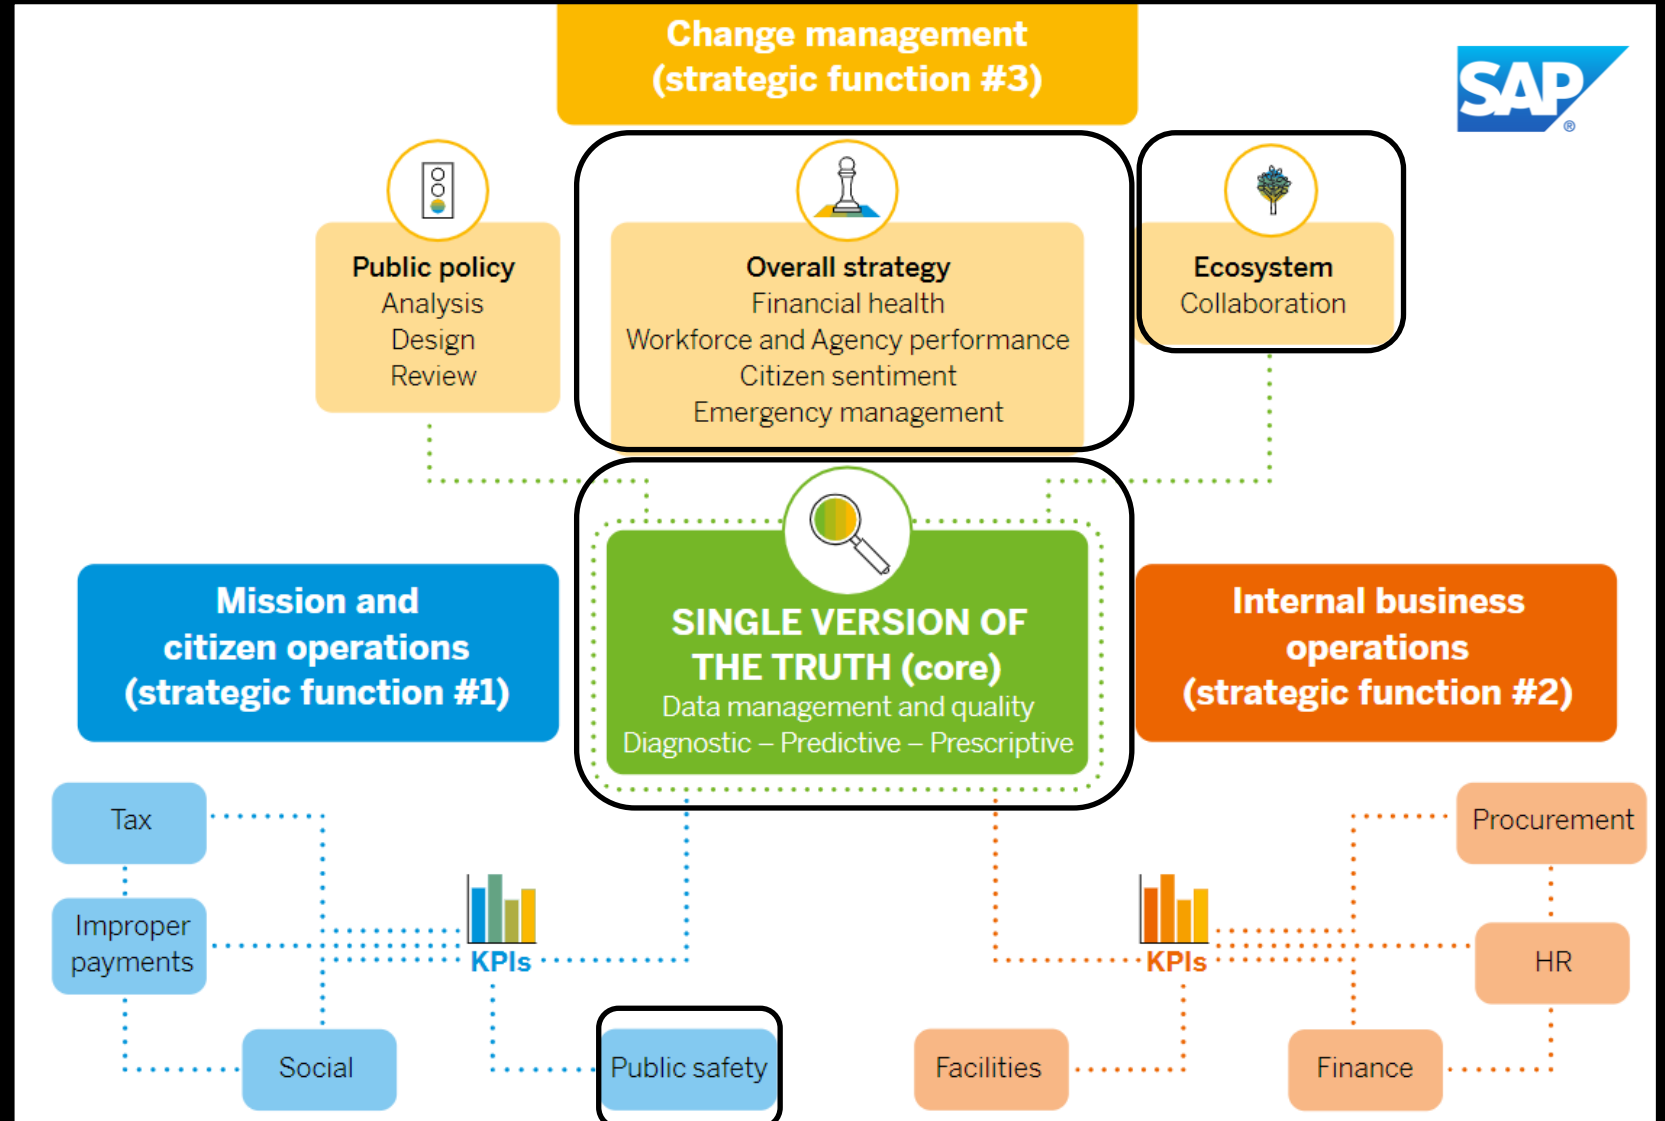 Change management
(strategic function #3)
SAP
®
Public policy
Analysis
Design
Review
Overall strategy
Financial health
Workforce and Agency performance
Citizen sentiment
Emergency management
Ecosystem
Collaboration
Mission and
citizen operations
(strategic function #1)
SINGLE VERSION OF
THE TRUTH (core)
Data management and quality
Diagnostic – Predictive – Prescriptive
Internal business
operations
(strategic function #2)
Tax
Improper
payments
Social
KPIs
Public safety
KPIs
Facilities
Procurement
HR
Finance